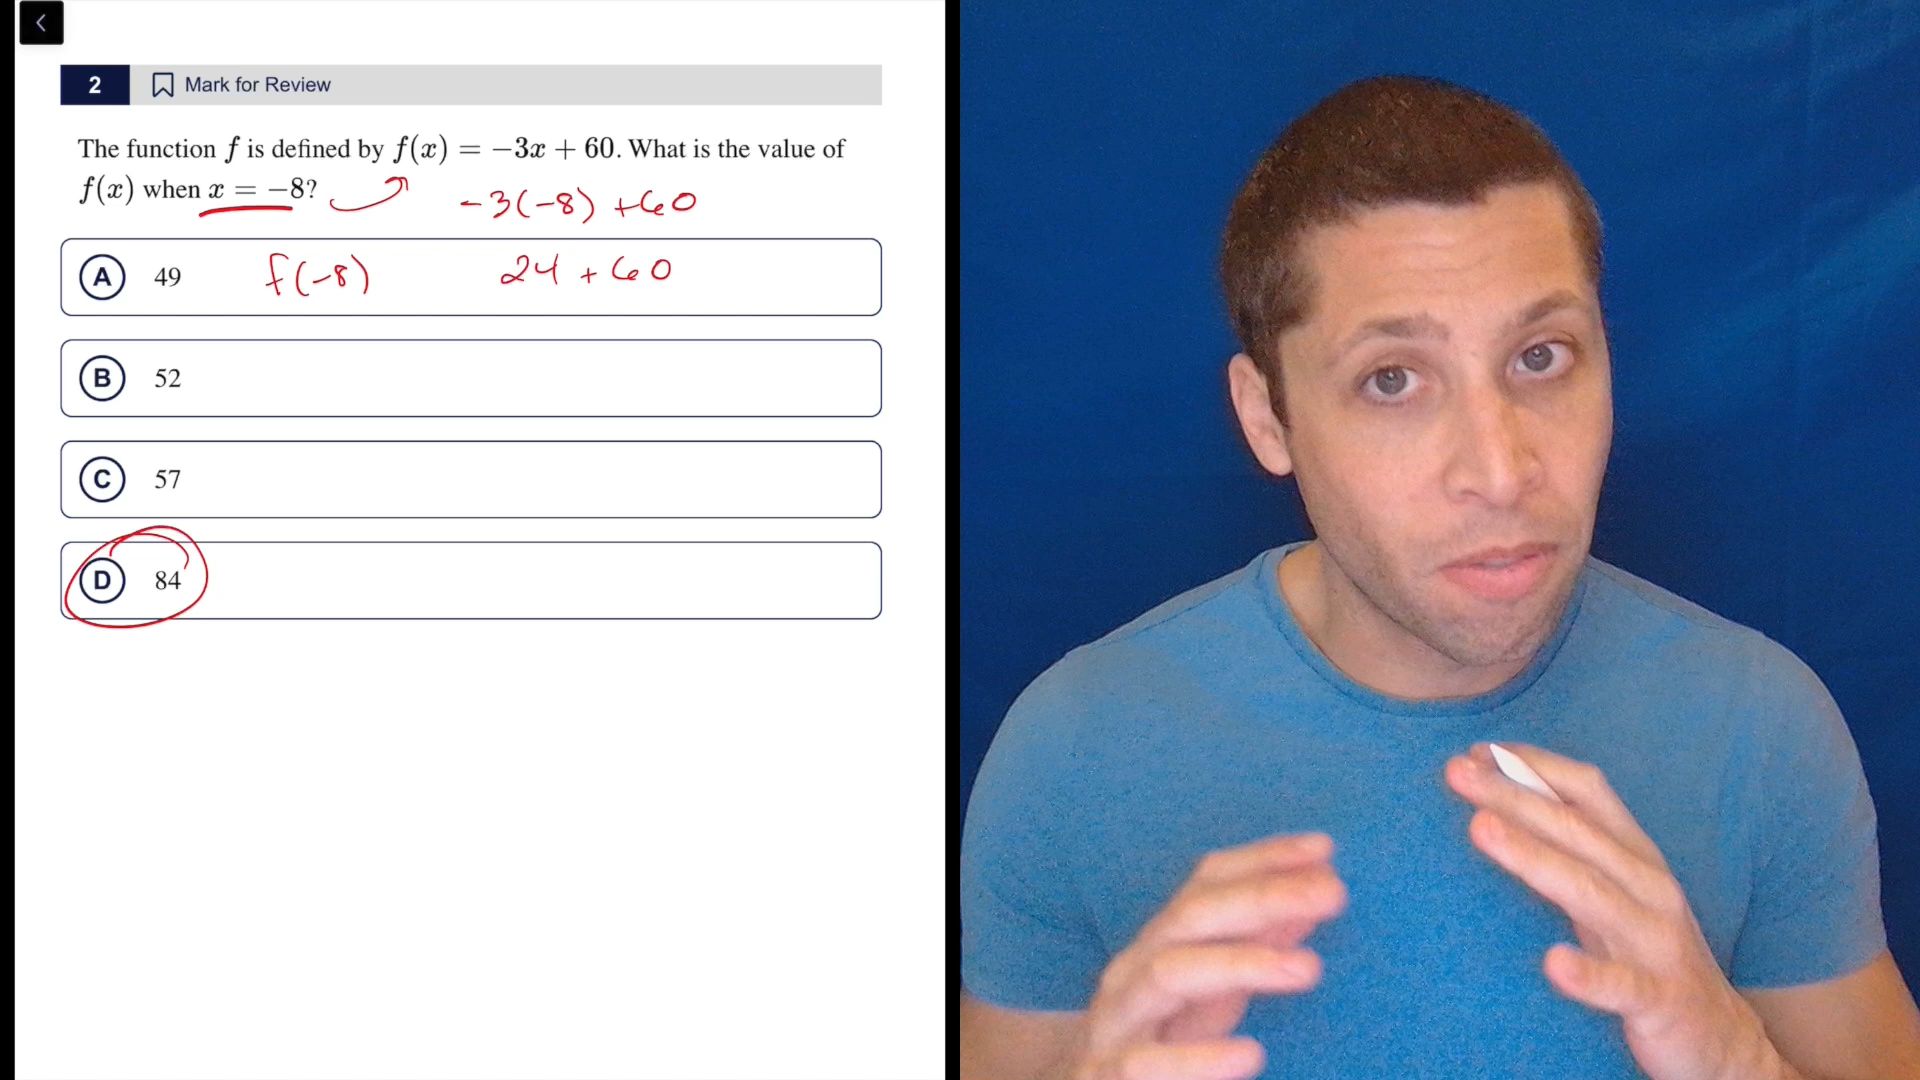 2 Mark for Review
The function f is defined by f(x) = −3x + 60. What is the value of
f(x) when x = −8?
-3(-8) +60
A 49 f(-8) 24 + 60
B 52
C 57
D 84